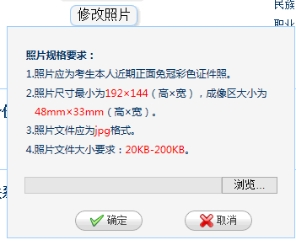 修改照片
民族
职业
照片规格要求：
1.照片应为考生本人近期正面免冠彩色证件照。
2.照片尺寸最小为192×144（高×宽），成像区大小为
48mm×33mm（高×宽）。
3.照片文件应为jpg格式。
4.照片文件大小要求：20KB-200KB。
浏览...
确定
取消